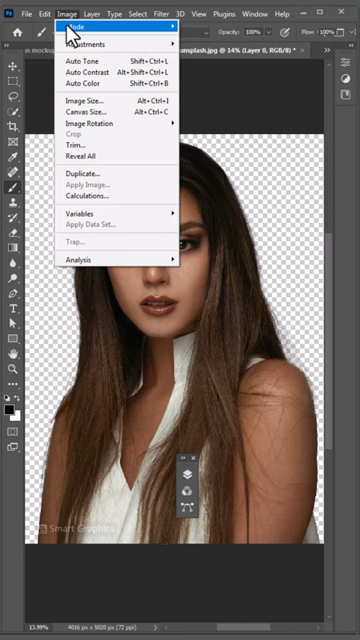 Ps File Edit Image Layer Type Select Filter 3D View Plugins Window He
Mode
Opacity: 100% Flow: 100%
Adjustments
unsplash.jpg @ 14% (Layer 0, RGB/8*) *
Auto Tone Shift+Ctrl+L
Auto Contrast Alt+Shift+Ctrl+L
Auto Color Shift+Ctrl+B
Image Size... Alt+Ctrl+I
Canvas Size... Alt+Ctrl+C
Image Rotation
Crop
Trim...
Reveal All
Duplicate...
Apply Image...
Calculations...
Variables
Apply Data Set...
Trap...
Analysis
Smart Graphics
13.99% 4016 px x 5020 px (72 ppi)